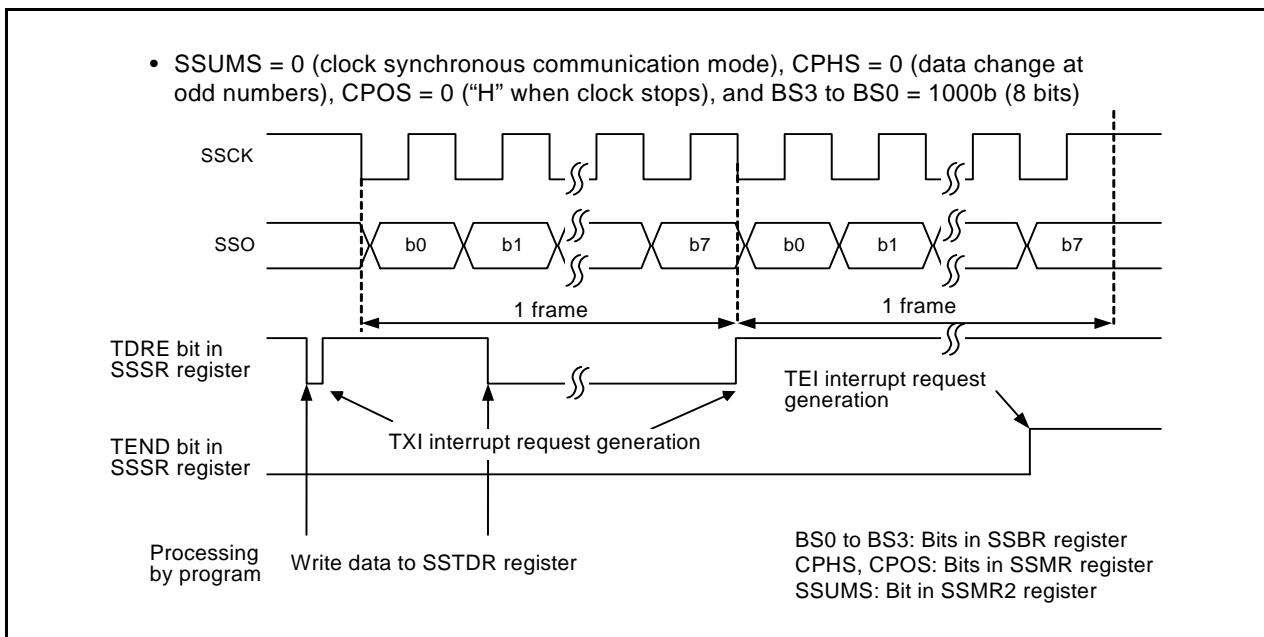 • SSUMS = 0 (clock synchronous communication mode), CPHS = 0 (data change at
odd numbers), CPOS = 0 (“H” when clock stops), and BS3 to BS0 = 1000b (8 bits)
SSCK
SSO
b0
b1
b7
b0
b1
b7
1 frame
1 frame
TDRE bit in
SSSR register
TEI interrupt request
generation
TXI interrupt request generation
TEND bit in
SSSR register
Processing
by program
Write data to SSTDR register
BS0 to BS3: Bits in SSBR register
CPHS, CPOS: Bits in SSMR register
SSUMS: Bit in SSMR2 register